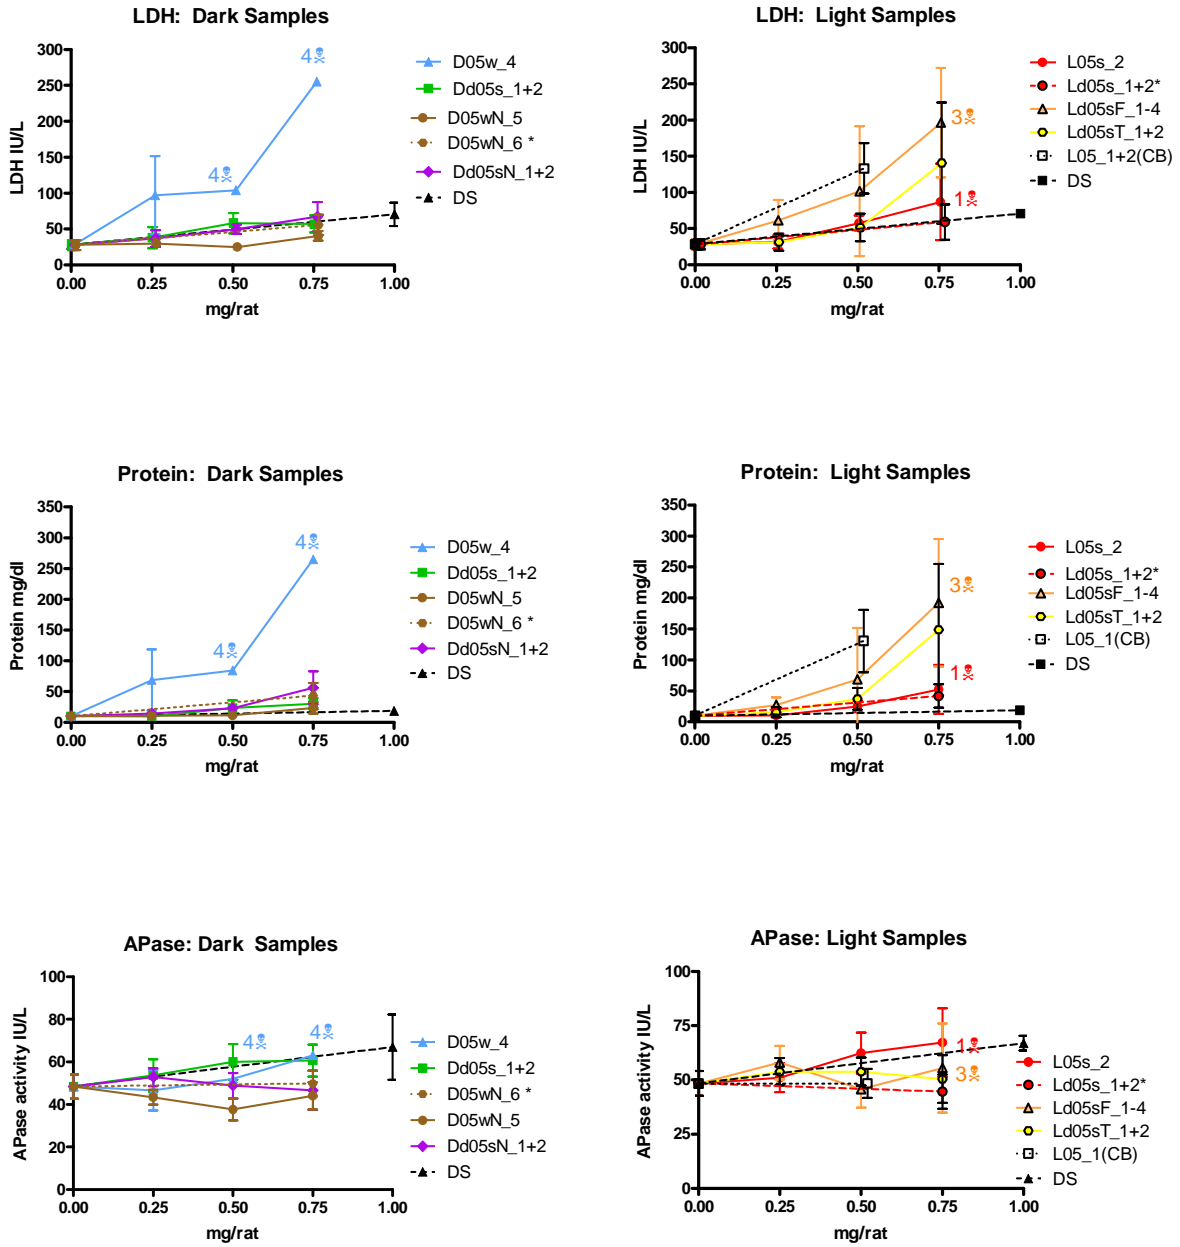 LDH:  Dark Samples
LDH IU/L
300
250
200
150
100
50
0
0.00 0.25 0.50 0.75 1.00
mg/rat
4☠
4☠
D05w_4
Dd05s_1+2
D05wN_5
D05wN_6 *
Dd05sN_1+2
DS
LDH:  Light Samples
LDH IU/L
300
250
200
150
100
50
0
0.00 0.25 0.50 0.75 1.00
mg/rat
3☠
1☠
L05s_2
Ld05s_1+2*
Ld05sF_1-4
Ld05sT_1+2
L05_1+2(CB)
DS
Protein:  Dark Samples
Protein mg/dl
350
300
250
200
150
100
50
0
0.00 0.25 0.50 0.75 1.00
mg/rat
4☠
4☠
D05w_4
Dd05s_1+2
D05wN_5
D05wN_6 *
Dd05sN_1+2
DS
Protein:  Light Samples
Protein mg/dl
350
300
250
200
150
100
50
0
0.00 0.25 0.50 0.75 1.00
mg/rat
3☠
1☠
L05s_2
Ld05s_1+2*
Ld05sF_1-4
Ld05sT_1+2
L05_1(CB)
DS
APase: Dark  Samples
APase activity IU/L
100
80
60
40
20
0
0.00 0.25 0.50 0.75 1.00
mg/rat
4☠
4☠
D05w_4
Dd05s_1+2
D05wN_6 *
D05wN_5
Dd05sN_1+2
DS
APase: Light Samples
APase activity IU/L
100
75
50
25
0
0.00 0.25 0.50 0.75 1.00
mg/rat
1☠
3☠
L05s_2
Ld05s_1+2*
Ld05sF_1-4
Ld05sT_1+2
L05_1(CB)
DS